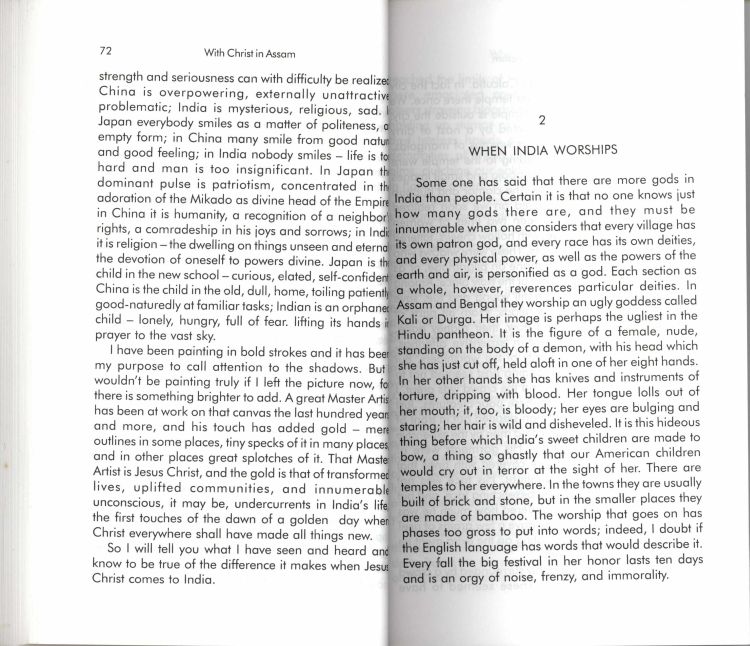 72
With Christ in Assam
strength and seriousness can with difficulty be realized
China is overpowering, externally unattractive
problematic; India is mysterious, religious, sad.
Japan everybody smiles as a matter of politeness,
empty form; in China many smile from good natur
and good feeling; in India nobody smiles – life is to
hard and man is too insignificant. In Japan th
dominant pulse is patriotism, concentrated in th
adoration of the Mikado as divine head of the Empire
in China it is humanity, a recognition of a neighbor'
rights, a comradeship in his joys and sorrows; in Indi
it is religion – the dwelling on things unseen and eterna
the devotion of oneself to powers divine. Japan is th
child in the new school – curious, elated, self-confident
China is the child in the old, dull, home, toiling patiently
good-naturedly at familiar tasks; Indian is an orphaned
child – lonely, hungry, full of fear. lifting its hands i
prayer to the vast sky.
I have been painting in bold strokes and it has been
my purpose to call attention to the shadows. But
wouldn't be painting truly if I left the picture now, fo
there is something brighter to add. A great Master Artis
has been at work on that canvas the last hundred year
and more, and his touch has added gold – mere
outlines in some places, tiny specks of it in many places
and in other places great splotches of it. That Maste
Artist is Jesus Christ, and the gold is that of transformed
lives, uplifted communities, and innumerable
unconscious, it may be, undercurrents in India's life
the first touches of the dawn of a golden day when
Christ everywhere shall have made all things new.
So I will tell you what I have seen and heard and
know to be true of the difference it makes when Jesus
Christ comes to India.
2
WHEN INDIA WORSHIPS
Some one has said that there are more gods in
India than people. Certain it is that no one knows just
how many gods there are, and they must be
innumerable when one considers that every village has
its own patron god, and every race has its own deities,
and every physical power, as well as the powers of the
earth and air, is personified as a god. Each section as
a whole, however, reverences particular deities. In
Assam and Bengal they worship an ugly goddess called
Kali or Durga. Her image is perhaps the ugliest in the
Hindu pantheon. It is the figure of a female, nude,
standing on the body of a demon, with his head which
she has just cut off, held aloft in one of her eight hands.
In her other hands she has knives and instruments of
torture, dripping with blood. Her tongue lolls out of
her mouth; it, too, is bloody; her eyes are bulging and
staring; her hair is wild and disheveled. It is this hideous
thing before which India's sweet children are made to
bow, a thing so ghastly that our American children
would cry out in terror at the sight of her. There are
temples to her everywhere. In the towns they are usually
built of brick and stone, but in the smaller places they
are made of bamboo. The worship that goes on has
phases too gross to put into words; indeed, I doubt if
the English language has words that would describe it.
Every fall the big festival in her honor lasts ten days
and is an orgy of noise, frenzy, and immorality.